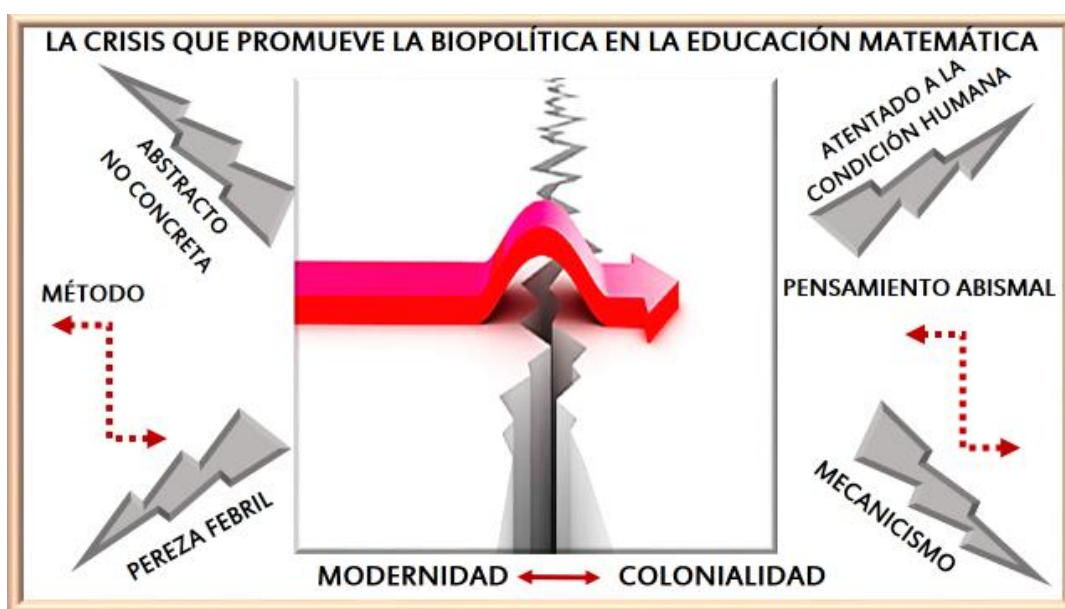 LA CRISIS QUE PROMUEVE LA BIOPOLÍTICA EN LA EDUCACIÓN MATEMÁTICA
ABSTRACTO
NO CONCRETA
ATENTADO A LA
CONDICIÓN HUMANA
MÉTODO
PENSAMIENTO ABISMAL
PEREZA FEBRIL
MECANICISMO
MODERNIDAD
COLONIALIDAD